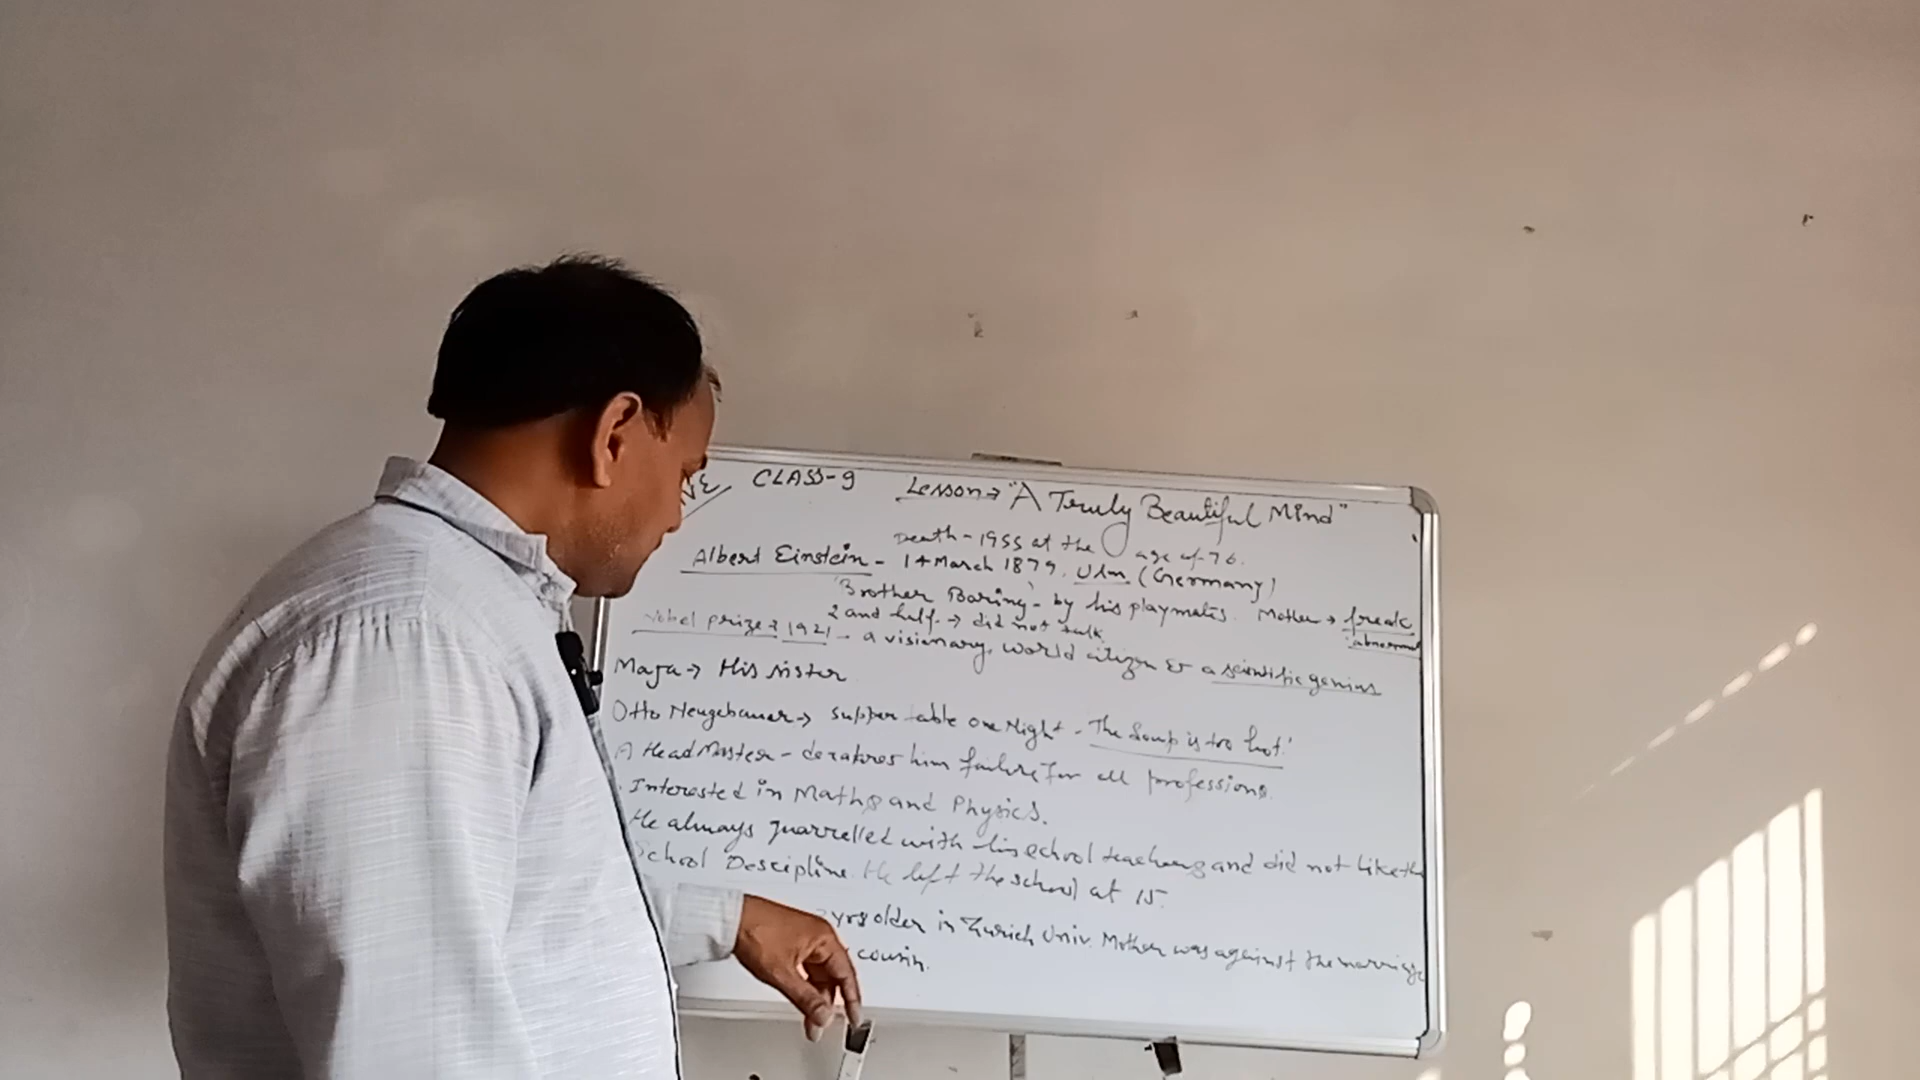 CLASS-9 Lesson→ "A Truly Beautiful Mind"
Death-1955 at the age of 76.
Albert Einstein - 14 March 1879, Ulm (Germany)
'Brother Boring'- by his playmates. Mother → freak
abnormal
2 and half → did not talk
Nobel prize→ 1921 - a visionary, world citizen & a scientific genius
Maja → His sister
Otto Neugebauer→ supper table one Night - The Soup is too hot!'
A Head Master - him failure for all professions.
Interested in Maths and Physics.
He always quarrelled with his school and did not like the
School Descipline. He left the school at 15.
yrs older in Zurich Univ. Mother was against the marriage
cousin.